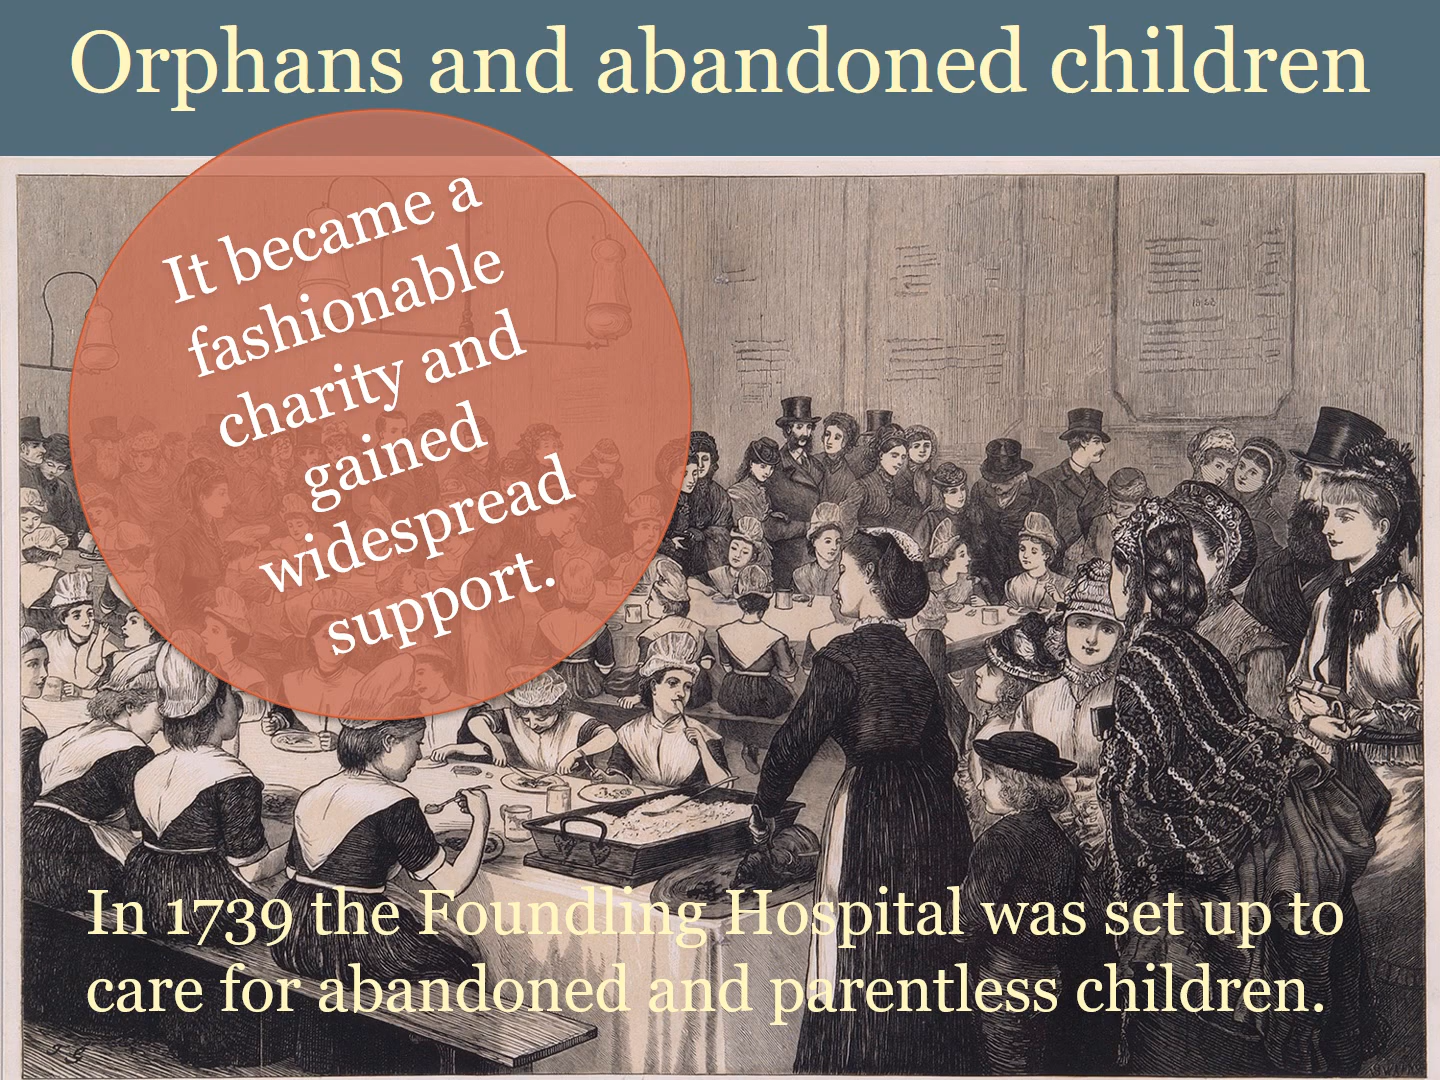 Orphans and abandoned children
It became a
fashionable
charity and
gained
widespread
support.
In 1739 the Foundling Hospital was set up to
care for abandoned and parentless children.